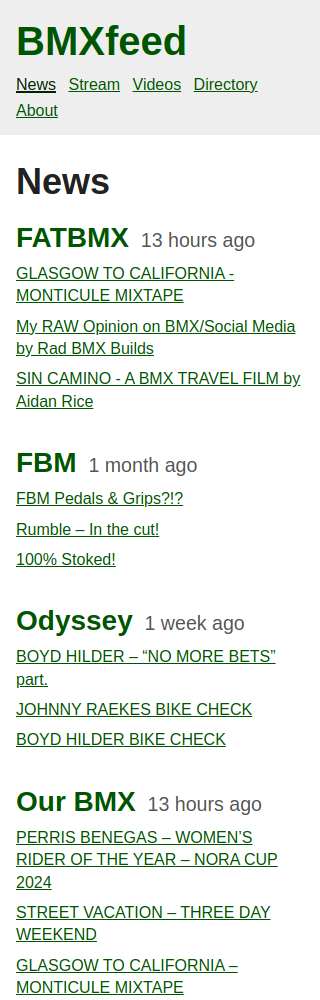 BMXfeed
News Stream Videos Directory
About
News
FATBMX 13 hours ago
GLASGOW TO CALIFORNIA -
MONTICULE MIXTAPE
My RAW Opinion on BMX/Social Media
by Rad BMX Builds
SIN CAMINO - A BMX TRAVEL FILM by
Aidan Rice
FBM 1 month ago
FBM Pedals & Grips?!?
Rumble – In the cut!
100% Stoked!
Odyssey 1 week ago
BOYD HILDER – “NO MORE BETS”
part.
JOHNNY RAEKES BIKE CHECK
BOYD HILDER BIKE CHECK
Our BMX 13 hours ago
PERRIS BENEGAS – WOMEN’S
RIDER OF THE YEAR – NORA CUP
2024
STREET VACATION – THREE DAY
WEEKEND
GLASGOW TO CALIFORNIA –
MONTICULE MIXTAPE